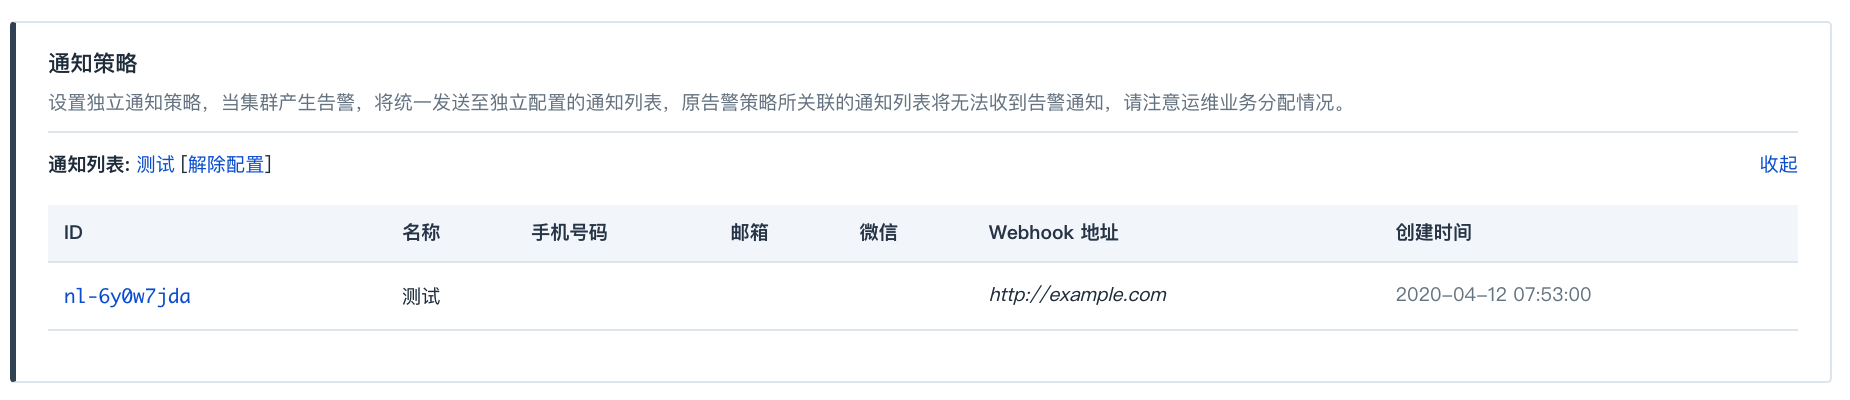 通知策略
设置独立通知策略，当集群产生告警，将统一发送至独立配置的通知列表，原告警策略所关联的通知列表将无法收到告警通知，请注意运维业务分配情况。
通知列表: 测试 [解除配置] 收起
ID 名称 手机号码 邮箱 微信 Webhook 地址 创建时间
nl-6y0w7jda 测试 http://example.com 2020-04-12 07:53:00